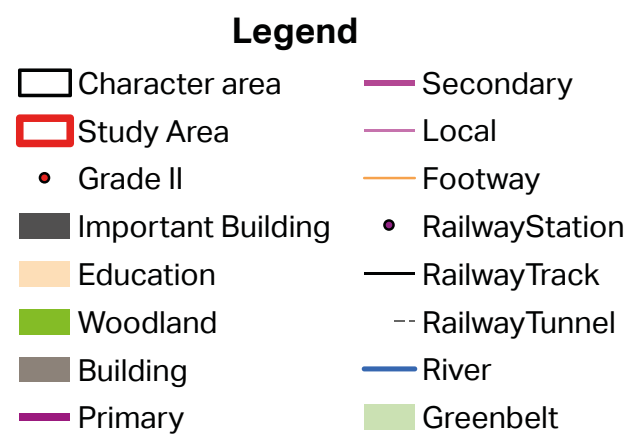 Legend
Character area
Study Area
Grade II
Important Building
Education
Woodland
Building
Primary
Secondary
Local
Footway
RailwayStation
RailwayTrack
RailwayTunnel
River
Greenbelt